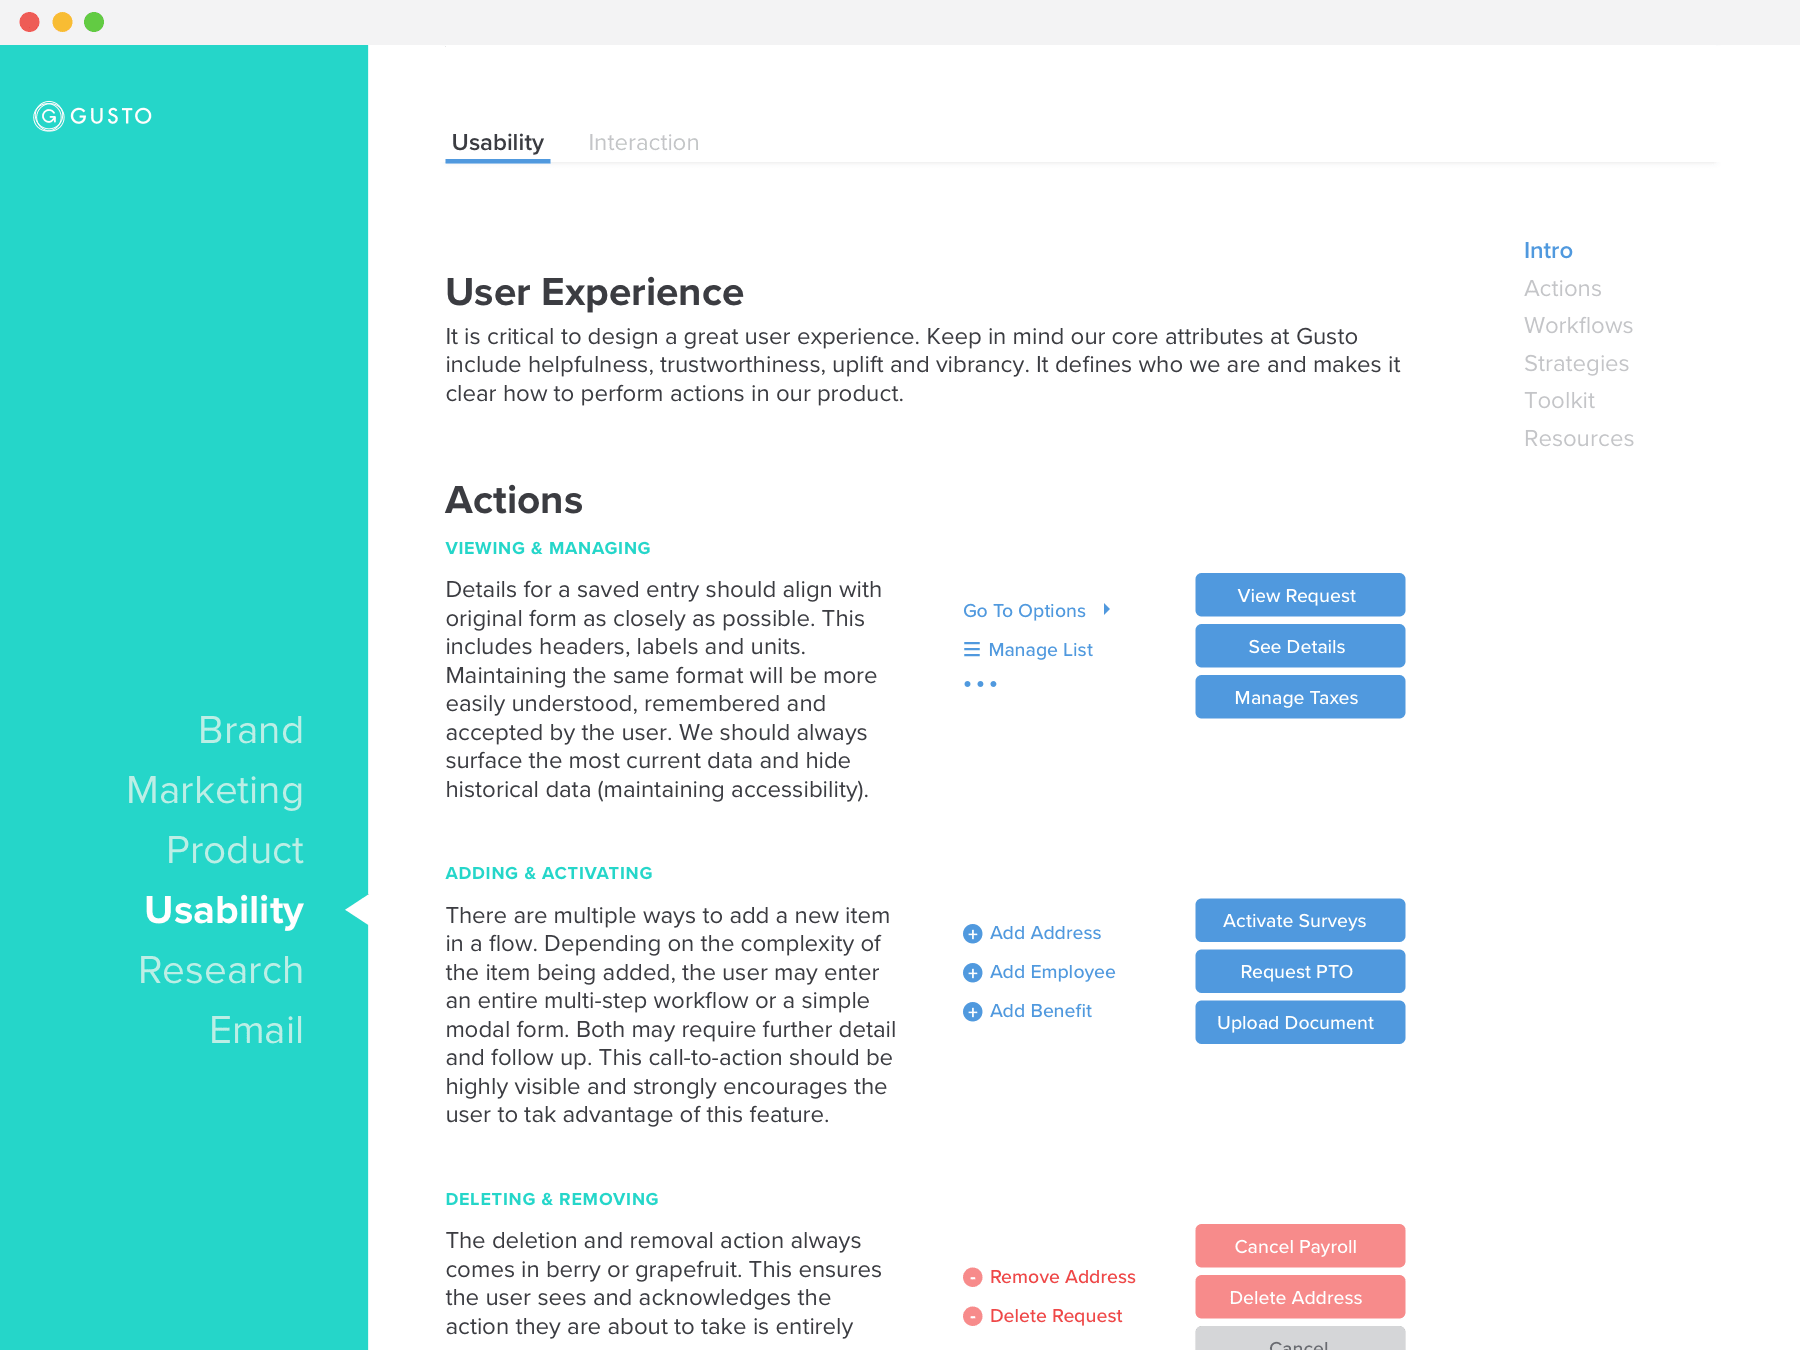 GUSTO
Brand
Marketing
Product
Usability
Research
Email
Usability
Interaction
Intro
Actions
Workflows
Strategies
Toolkit
Resources
User Experience
It is critical to design a great user experience. Keep in mind our core attributes at Gusto
include helpfulness, trustworthiness, uplift and vibrancy. It defines who we are and makes it
clear how to perform actions in our product.
Actions
VIEWING & MANAGING
Details for a saved entry should align with
original form as closely as possible. This
includes headers, labels and units.
Maintaining the same format will be more
easily understood, remembered and
accepted by the user. We should always
surface the most current data and hide
historical data (maintaining accessibility).
Go To Options
Manage List
View Request
See Details
Manage Taxes
ADDING & ACTIVATING
There are multiple ways to add a new item
in a flow. Depending on the complexity of
the item being added, the user may enter
an entire multi-step workflow or a simple
modal form. Both may require further detail
and follow up. This call-to-action should be
highly visible and strongly encourages the
user to tak advantage of this feature.
Add Address
Add Employee
Add Benefit
Activate Surveys
Request PTO
Upload Document
DELETING & REMOVING
The deletion and removal action always
comes in berry or grapefruit. This ensures
the user sees and acknowledges the
action they are about to take is entirely
Remove Address
Delete Request
Cancel Payroll
Delete Address
Cancel